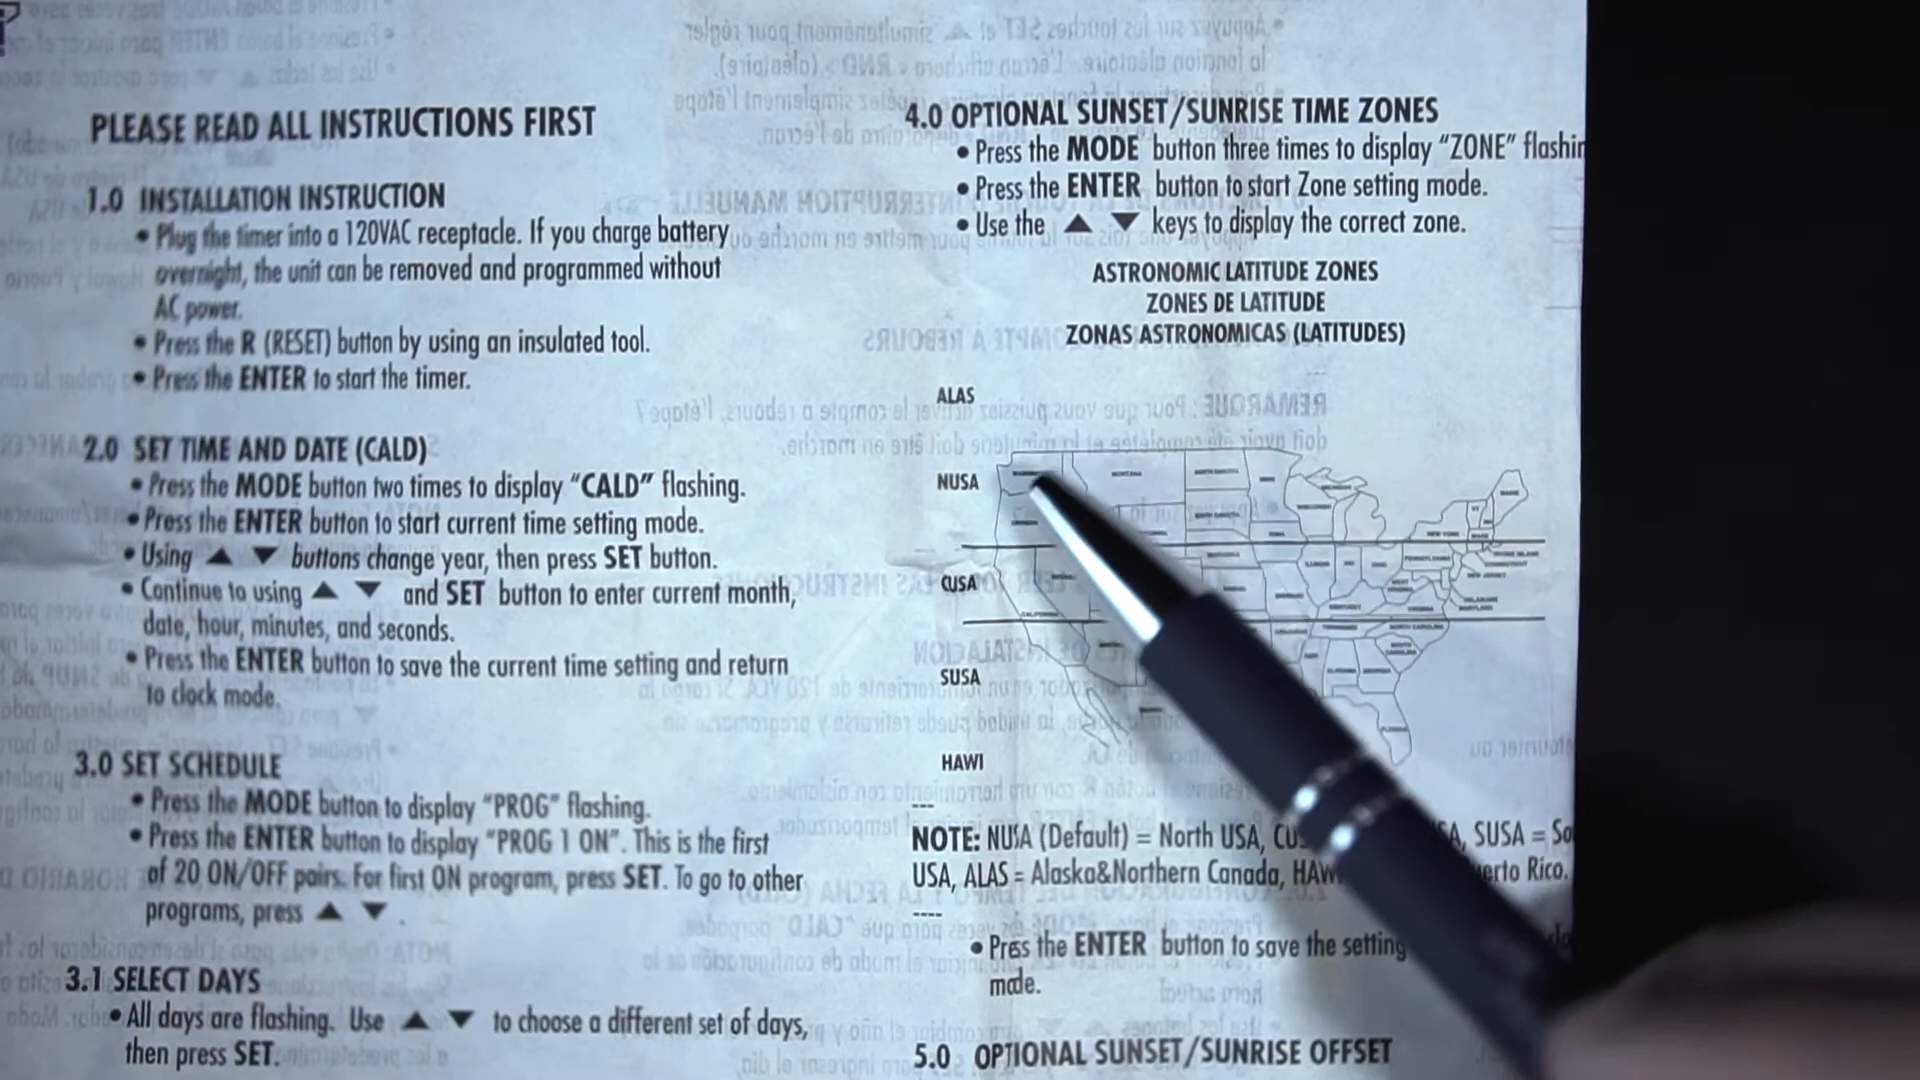 PLEASE READ ALL INSTRUCTIONS FIRST
1.0 INSTALLATION INSTRUCTION
• Plug the timer into a 120VAC receptacle. If you charge battery
overnight, the unit can be removed and programmed without
AC power.
• Press the R (RESET) button by using an insulated tool.
• Press the ENTER to start the timer.
2.0 SET TIME AND DATE (CALD)
• Press the MODE button two times to display “CALD” flashing.
• Press the ENTER button to start current time setting mode.
• Using ▲ ▼ buttons change year, then press SET button.
• Continue to using ▲ ▼ and SET button to enter current month,
date, hour, minutes, and seconds.
• Press the ENTER button to save the current time setting and return
to clock mode.
3.0 SET SCHEDULE
• Press the MODE button to display “PROG” flashing.
• Press the ENTER button to display “PROG 1 ON”. This is the first
of 20 ON/OFF pairs. For first ON program, press SET. To go to other
programs, press ▲ ▼ .
3.1 SELECT DAYS
• All days are flashing. Use ▲ ▼ to choose a different set of days,
then press SET.
4.0 OPTIONAL SUNSET/SUNRISE TIME ZONES
• Press the MODE button three times to display “ZONE” flashin
• Press the ENTER button to start Zone setting mode.
• Use the ▲ ▼ keys to display the correct zone.
ASTRONOMIC LATITUDE ZONES
ZONES DE LATITUDE
ZONAS ASTRONOMICAS (LATITUDES)
ALAS
NUSA
CUSA
SUSA
HAWI
MONTANA
MAINE
NEW YORK
---
NOTE: NUSA (Default) = North USA, CU SA, SUSA = So
USA, ALAS = Alaska&Northern Canada, HAW erto Rico.
----
• Press the ENTER button to save the setting
mode.
5.0 OPTIONAL SUNSET/SUNRISE OFFSET